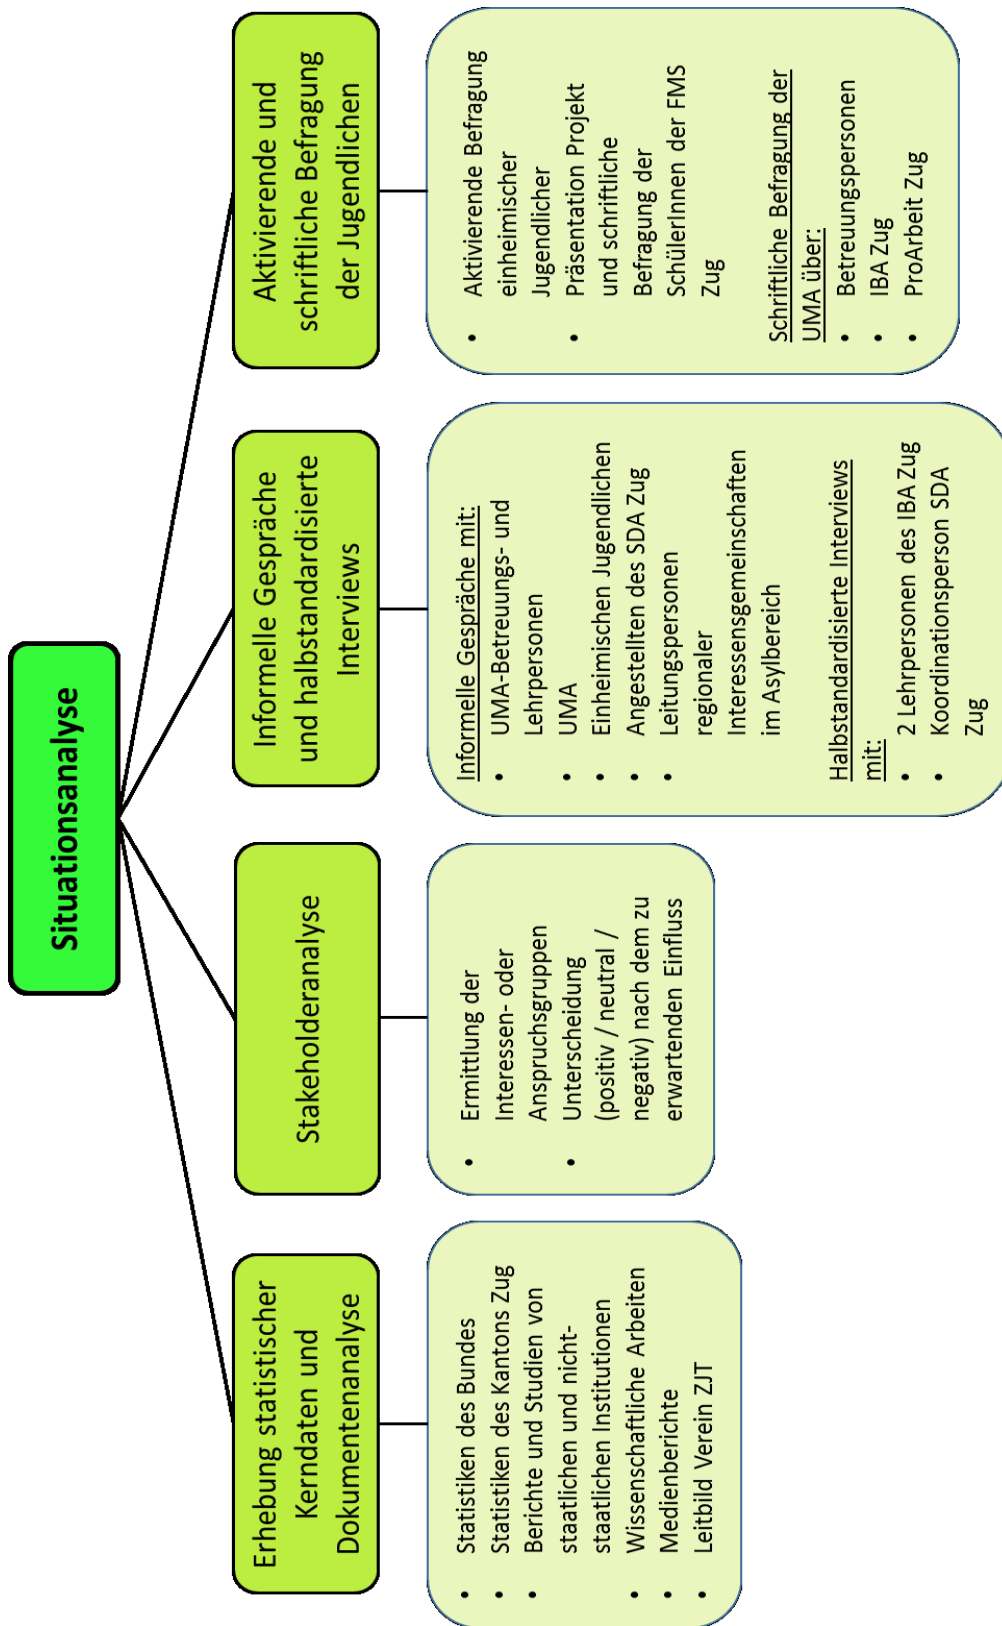 Situationsanalyse
Erhebung statistischer
Kerndaten und
Dokumentenanalyse
• Statistiken des Bundes
• Statistiken des Kantons Zug
• Berichte und Studien von
staatlichen und nicht-
staatlichen Institutionen
• Wissenschaftliche Arbeiten
• Medienberichte
• Leitbild Verein ZJT
Stakeholderanalyse
• Ermittlung der
Interessen- oder
Anspruchsgruppen
• Unterscheidung
(positiv / neutral /
negativ) nach dem zu
erwartenden Einfluss
Informelle Gespräche
und halbstandardisierte
Interviews
Informelle Gespräche mit:
• UMA-Betreuungs- und
Lehrpersonen
• UMA
• Einheimischen Jugendlichen
• Angestellten des SDA Zug
• Leitungspersonen
regionaler
Interessensgemeinschaften
im Asylbereich
Halbstandardisierte Interviews
mit:
• 2 Lehrpersonen des IBA Zug
• Koordinationsperson SDA
Zug
Aktivierende und
schriftliche Befragung
der Jugendlichen
• Aktivierende Befragung
einheimischer
Jugendlicher
• Präsentation Projekt
und schriftliche
Befragung der
SchülerInnen der FMS
Zug
Schriftliche Befragung der
UMA über:
• Betreuungspersonen
• IBA Zug
• ProArbeit Zug